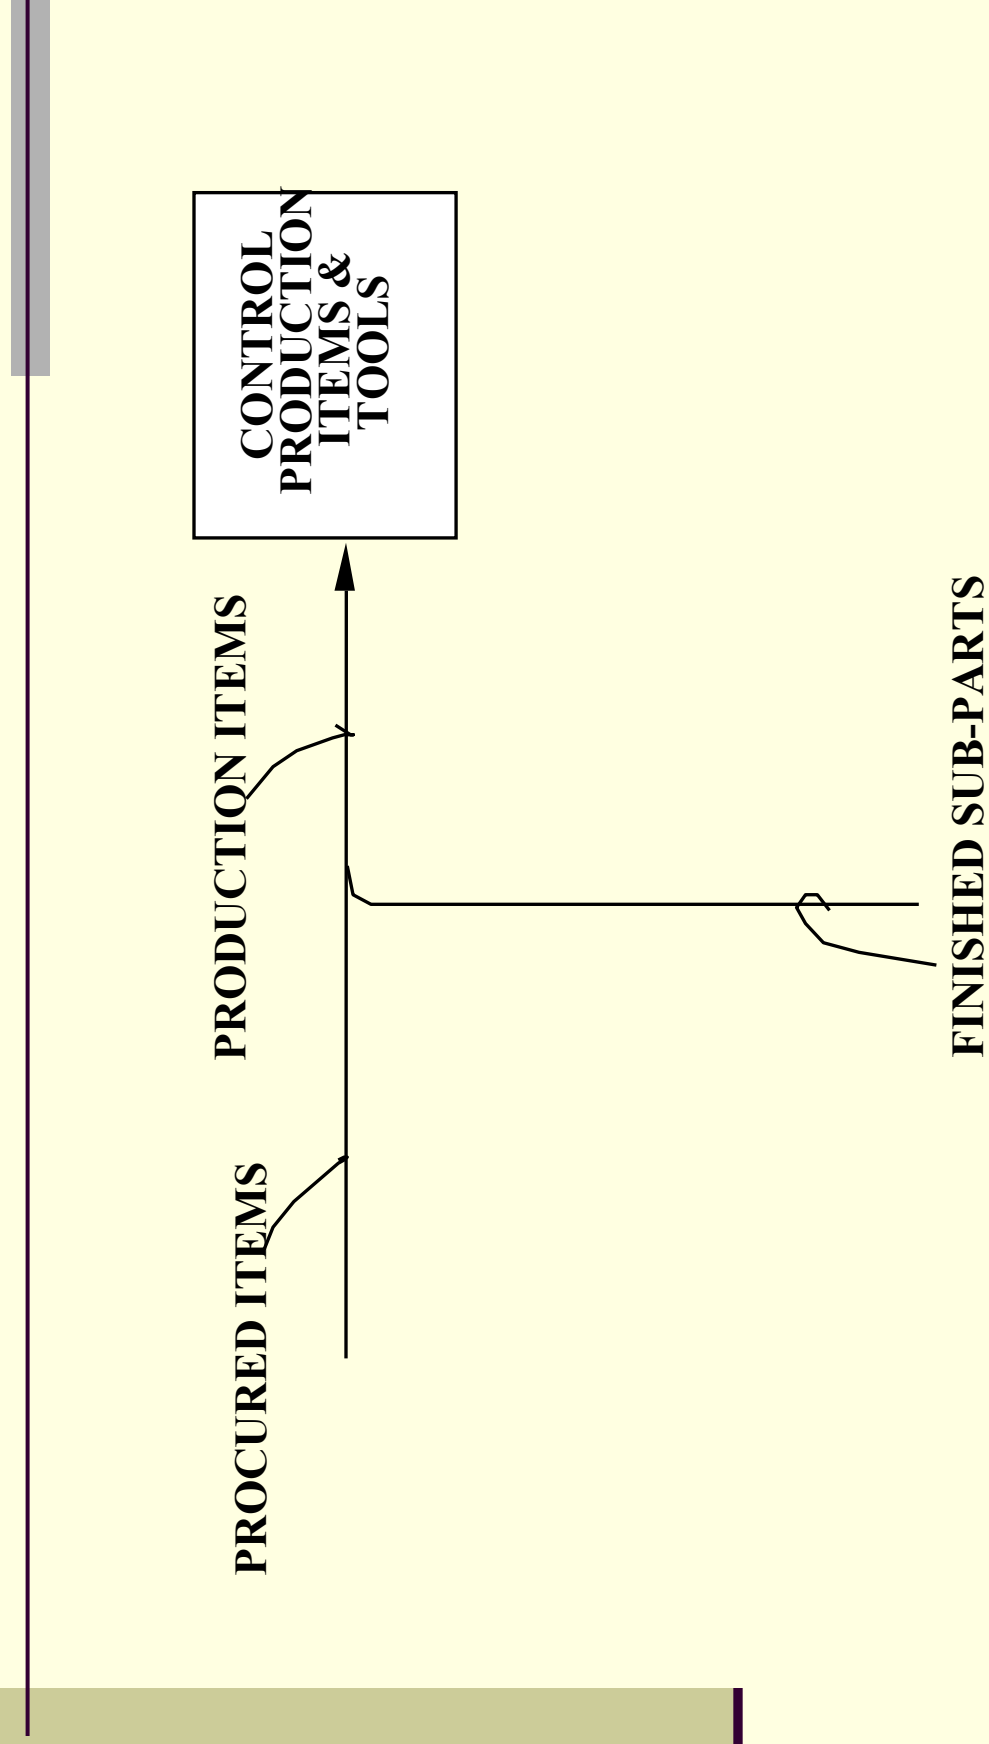 CONTROL
PRODUCTION
ITEMS &
TOOLS
PRODUCTION ITEMS
PROCURED ITEMS
FINISHED SUB-PARTS